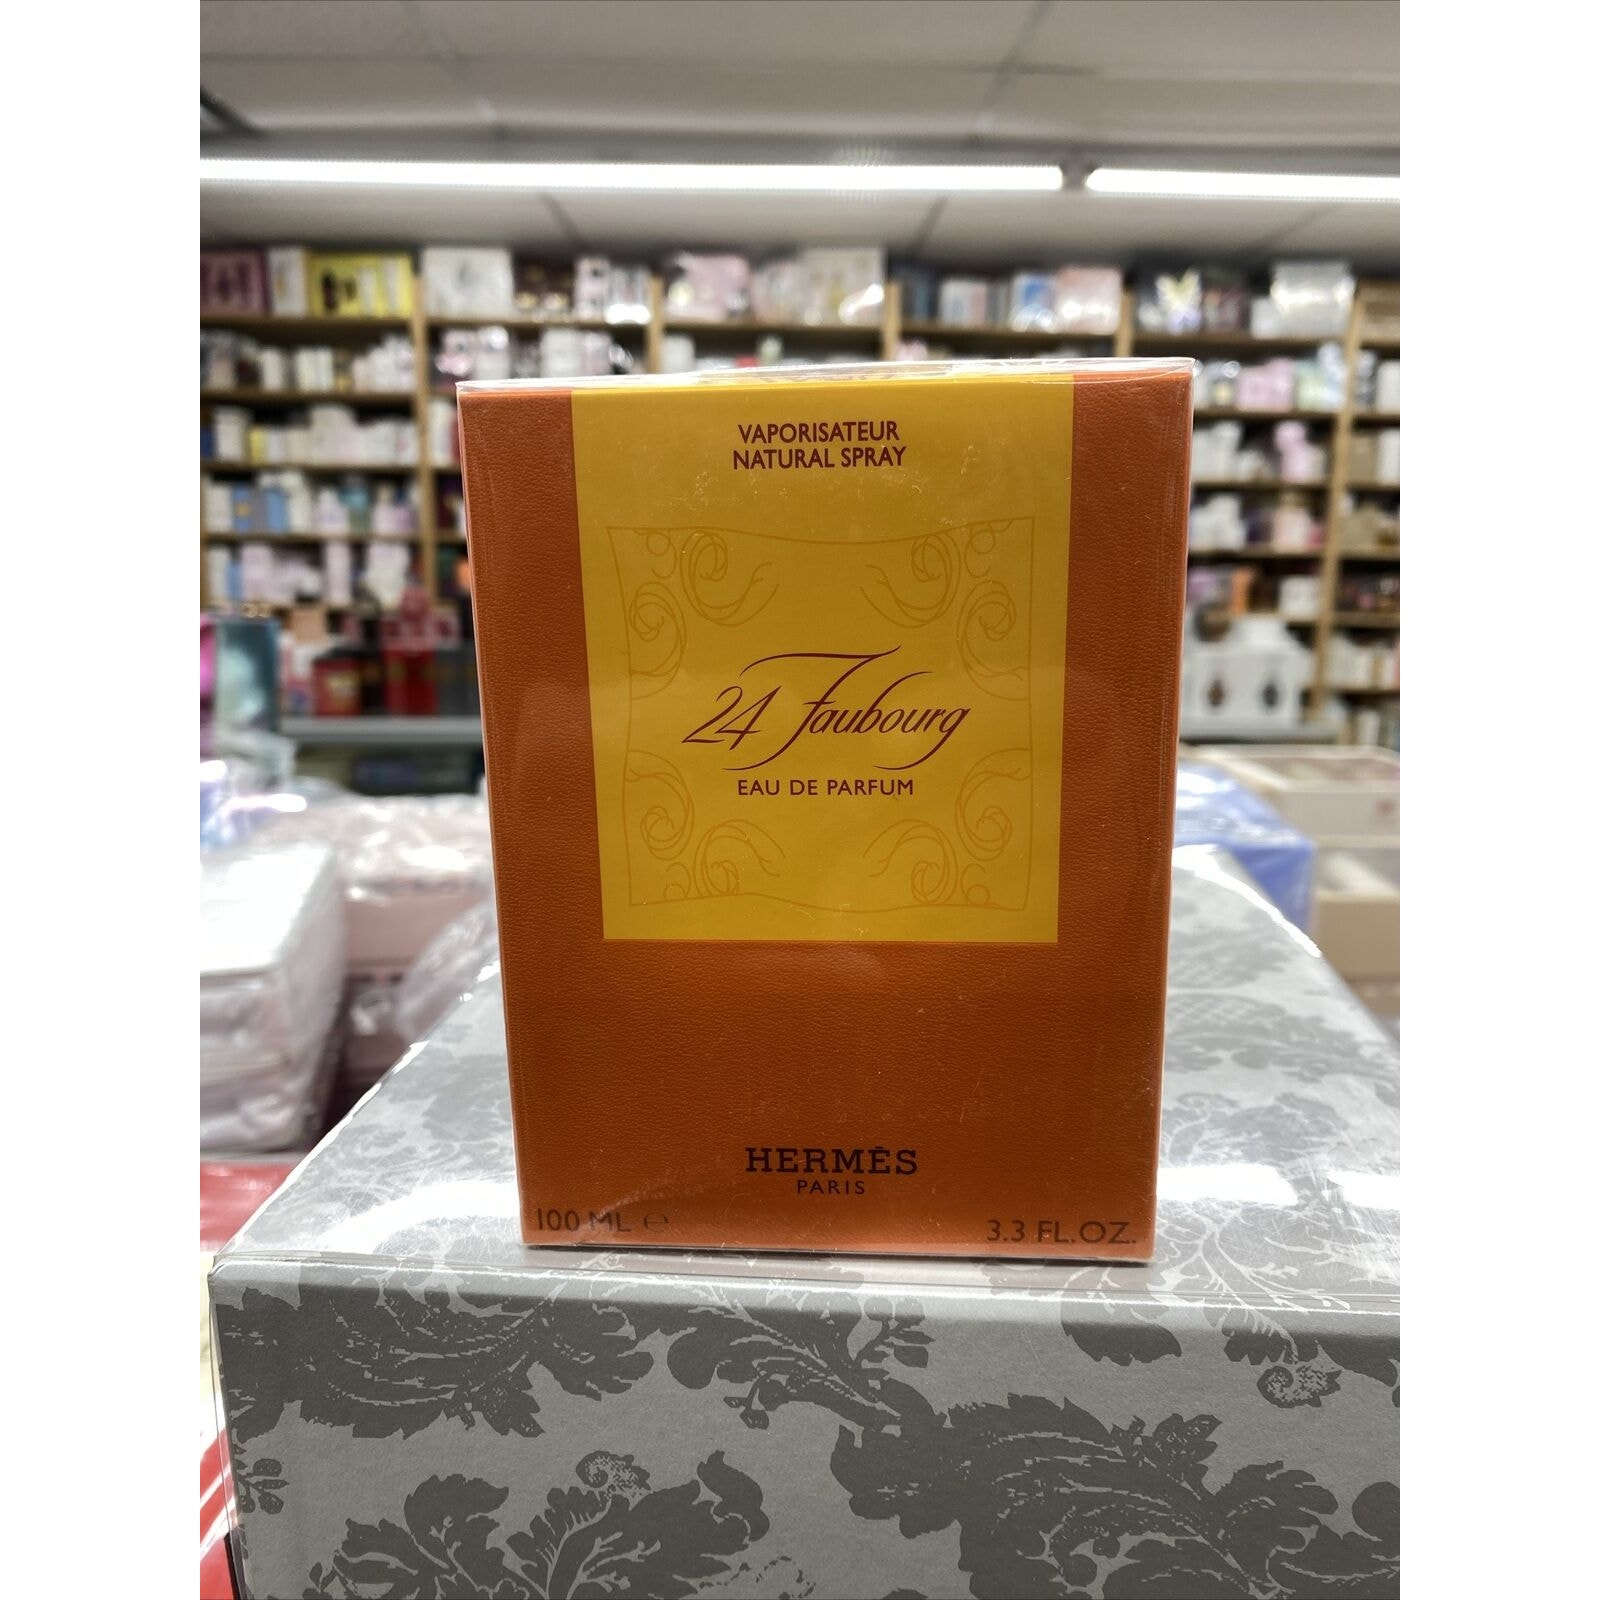 VAPORISATEUR
NATURAL SPRAY
24 Faubourg
EAU DE PARFUM
HERMÈS
PARIS
100 ML ℮
3.3 FL.OZ.